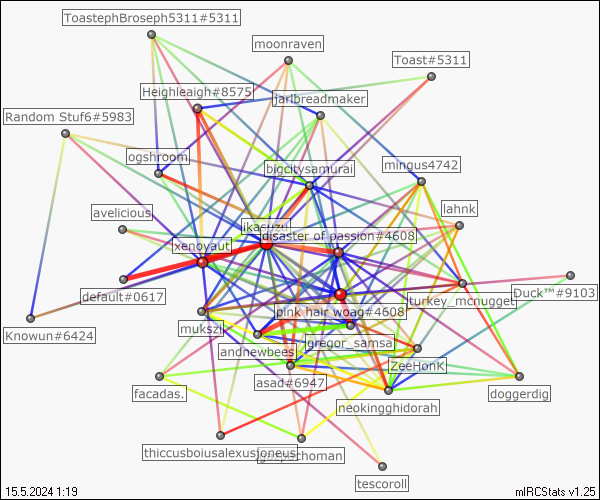 ToastephBroseph5311#5311
moonraven
Toast#5311
Heighleaigh#8575
jarlbreadmaker
Random Stuf6#5983
ogshroom
bigcitysamurai
mingus4742
avelicious
lahnk
ikasuzu
disaster of passion#4608
xenoyaut
default#0617
Duck™#9103
turkey_mcnugget
pink hair woag#4608
Knowun#6424
mukszi
gregor_samsa
andnewbees
ZeeHonK
asad#6947
facadas.
doggerdig
neokingghidorah
thiccusboiusalexusjoneus
choman
tescoroll
15.5.2024 1:19
mIRCStats v1.25